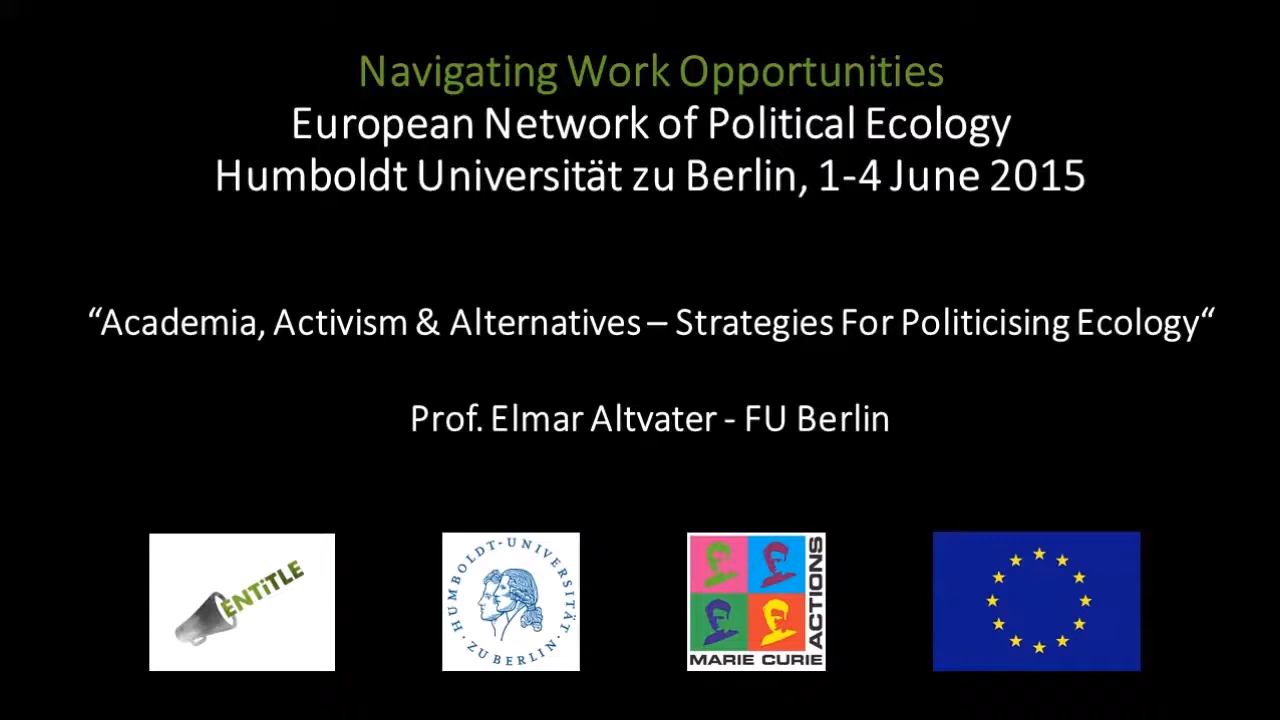 Navigating Work Opportunities
European Network of Political Ecology
Humboldt Universität zu Berlin, 1-4 June 2015
“Academia, Activism & Alternatives – Strategies For Politicising Ecology“
Prof. Elmar Altvater - FU Berlin
ENTiTLE
HUMBOLDT-UNIVERSITÄT · ZU BERLIN ·
MARIE CURIE
ACTIONS